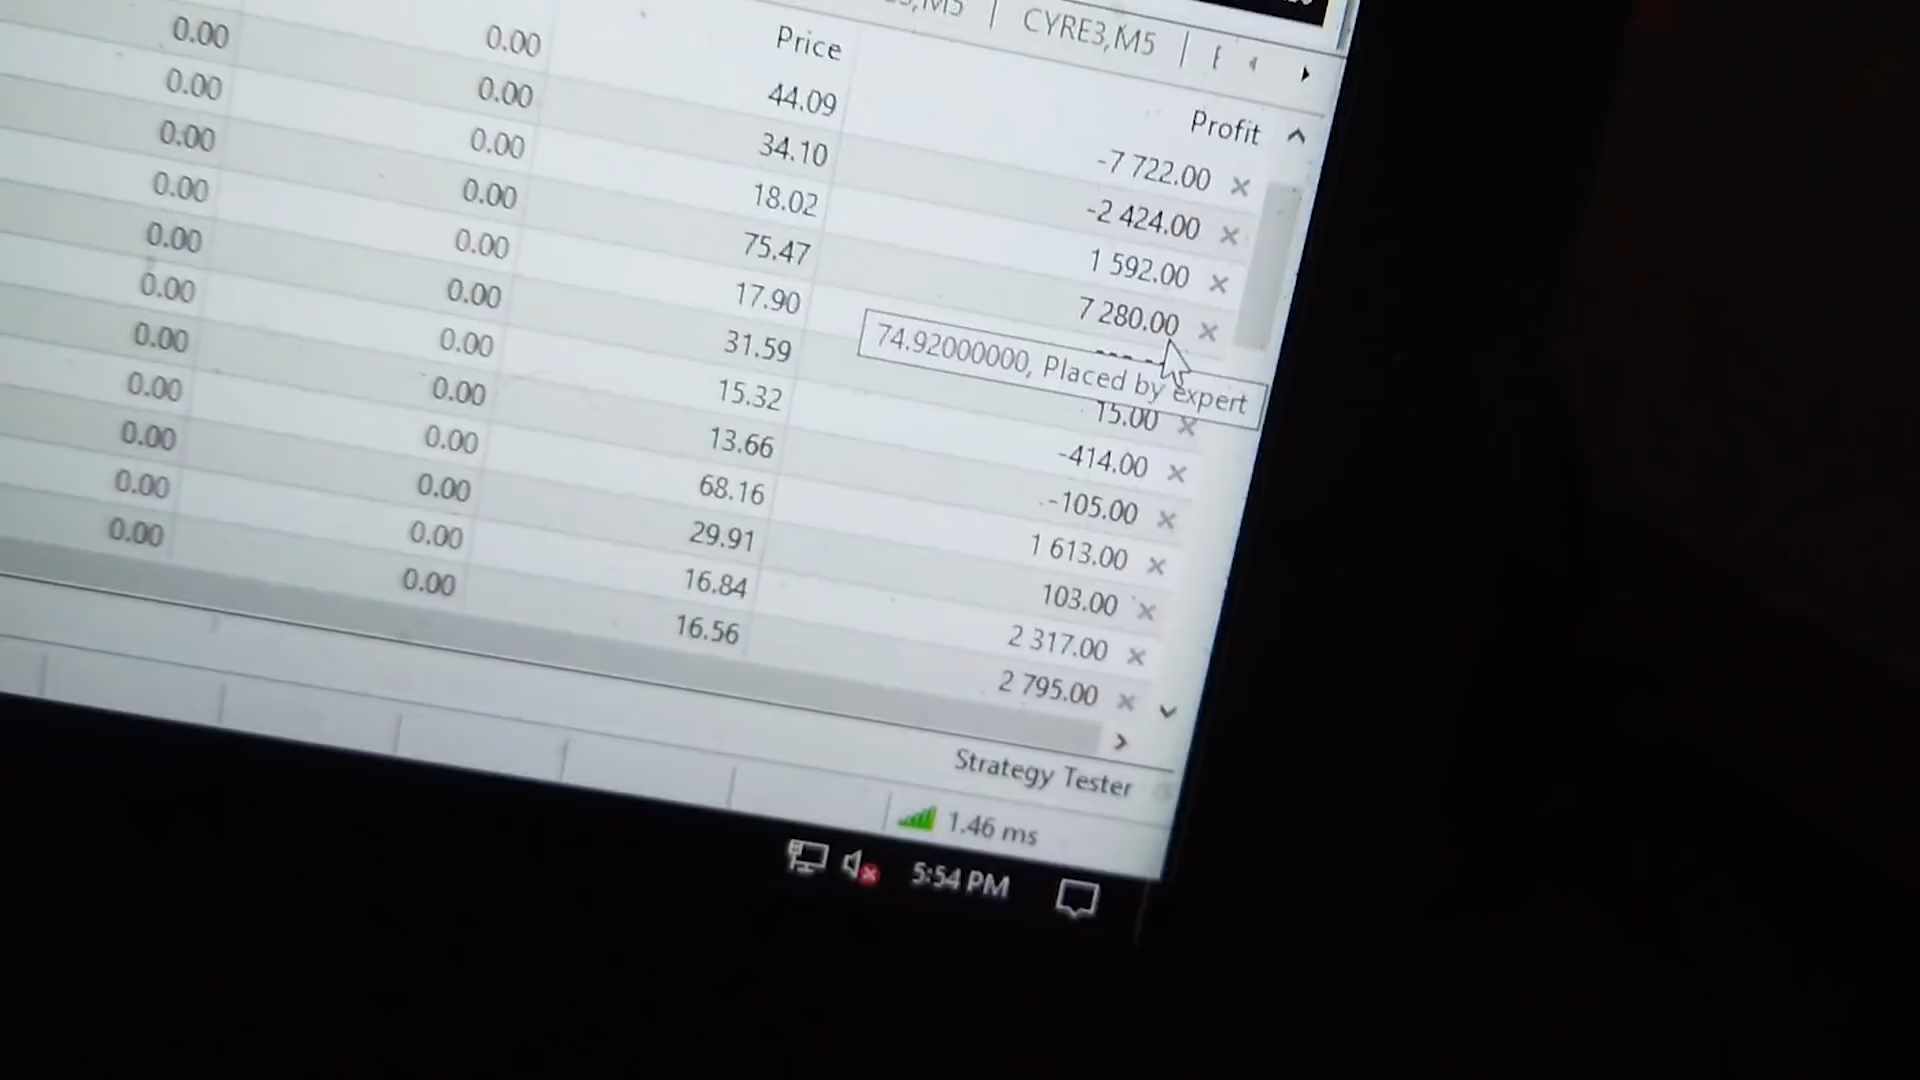 CYRE3,M5
0.00 0.00 Price Profit
0.00 0.00 44.09 -7 722.00
0.00 0.00 34.10 -2 424.00
0.00 0.00 18.02 1 592.00
0.00 0.00 75.47 7 280.00
0.00 0.00 17.90
74.92000000, Placed by expert
0.00 0.00 31.59 15.00
0.00 0.00 15.32 -414.00
0.00 0.00 13.66 -105.00
0.00 0.00 68.16 1 613.00
0.00 0.00 29.91 103.00
0.00 16.84 2 317.00
16.56 2 795.00
Strategy Tester
1.46 ms
5:54 PM